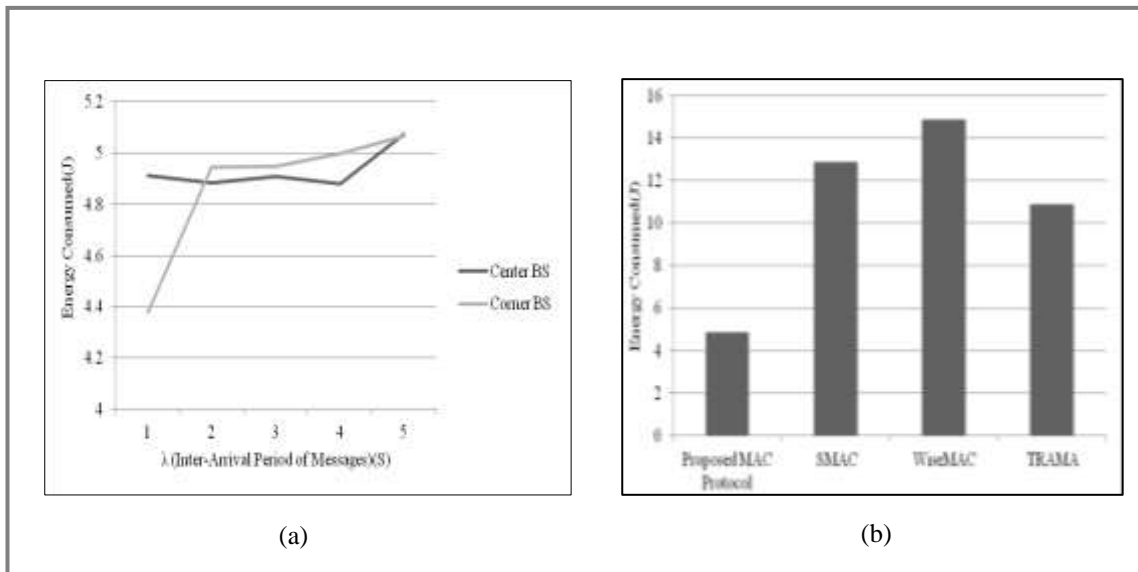 5.2
5
4.8
4.6
4.4
4.2
4
Energy Consumed(J)
1 2 3 4 5
λ (Inter-Arrival Period of Messages)(S)
Center BS
Corner BS
(a)
16
14
12
10
8
6
4
2
0
Energy Consumed(J)
Proposed MAC SMAC WiseMAC TRAMA
Protocol
(b)